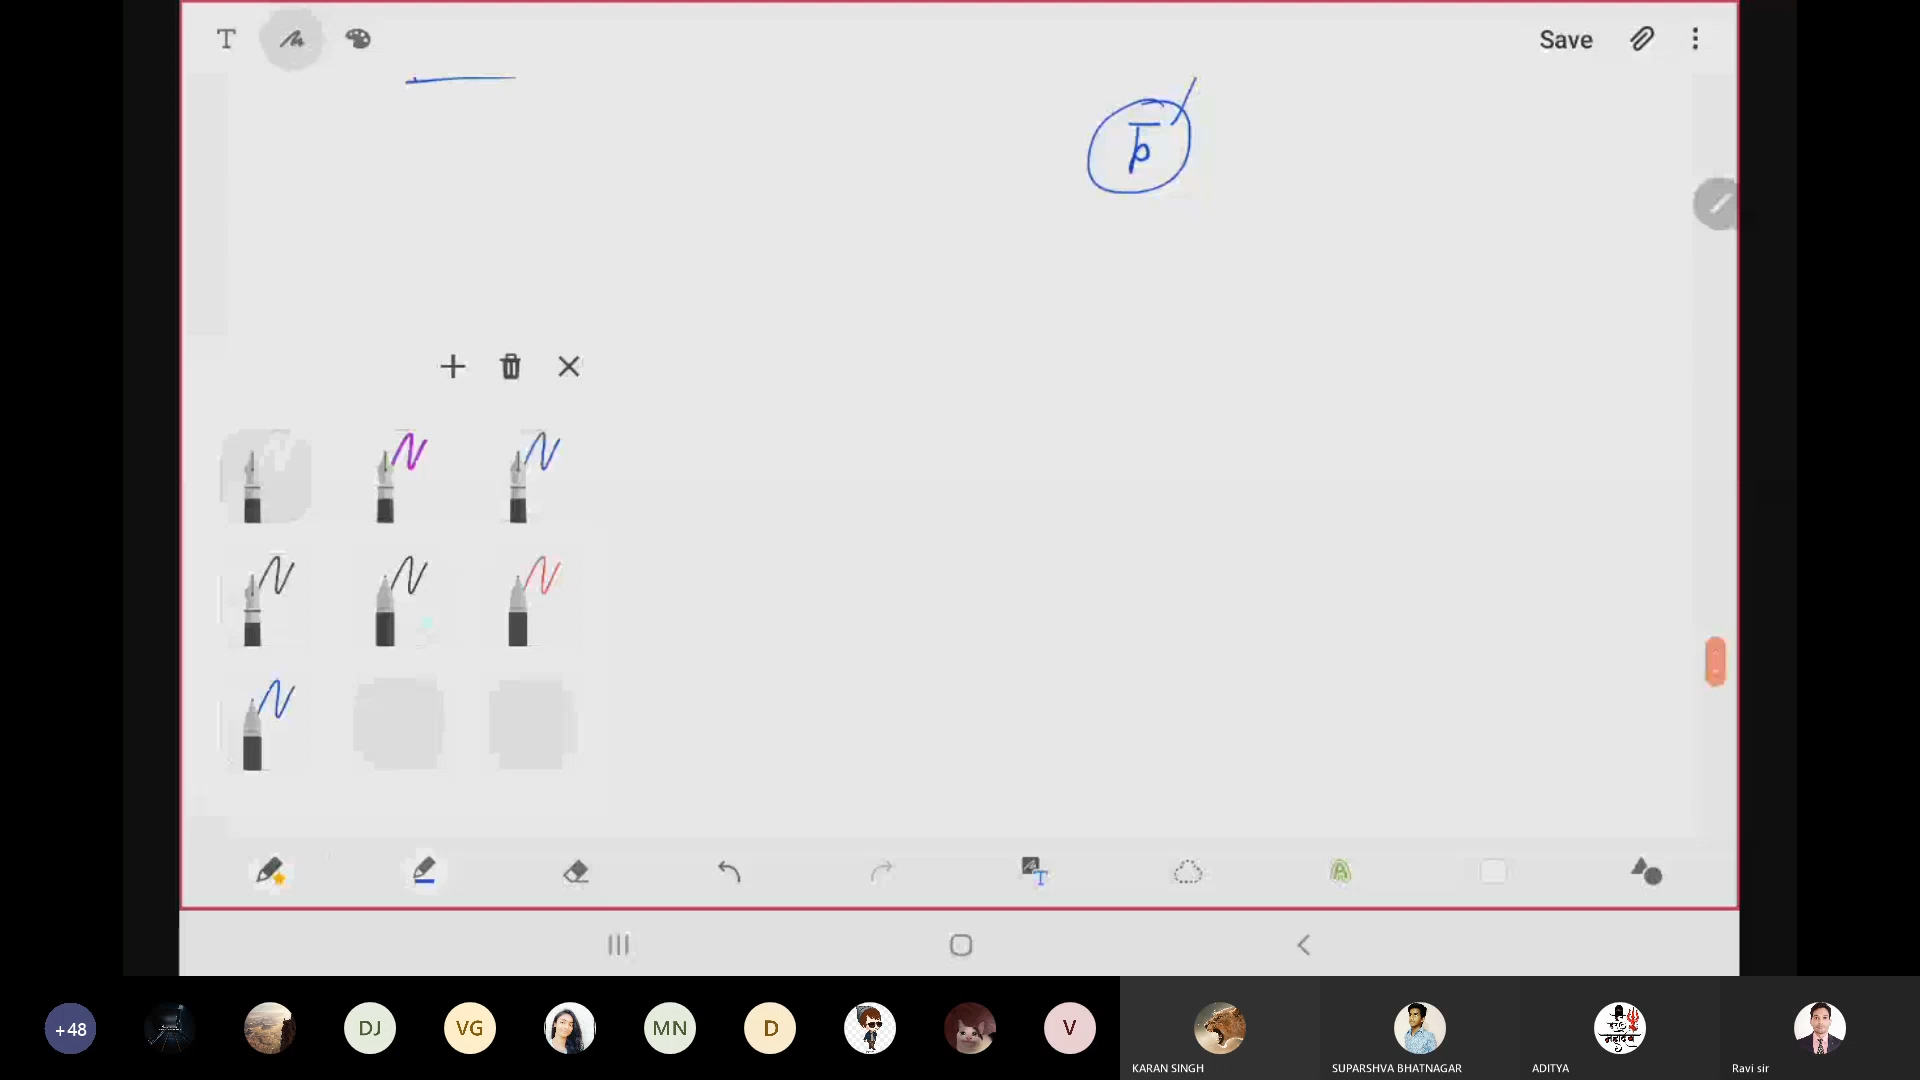 T Save
p̄
T
A
+48 DJ VG MN D V
KARAN SINGH SUPARSHVA BHATNAGAR ADITYA Ravi sir